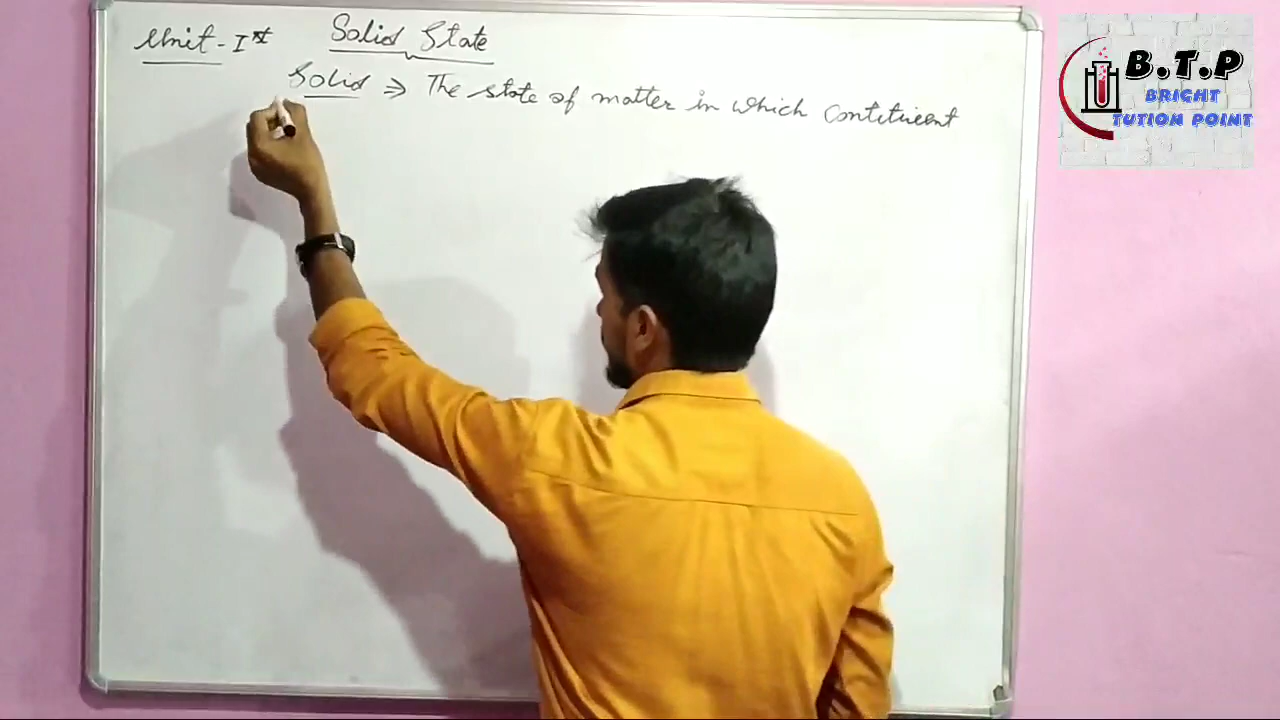 Unit - Ist Solid State
Solid ⇒ The state of matter in which contituent
B.T.P
BRIGHT
TUTION POINT